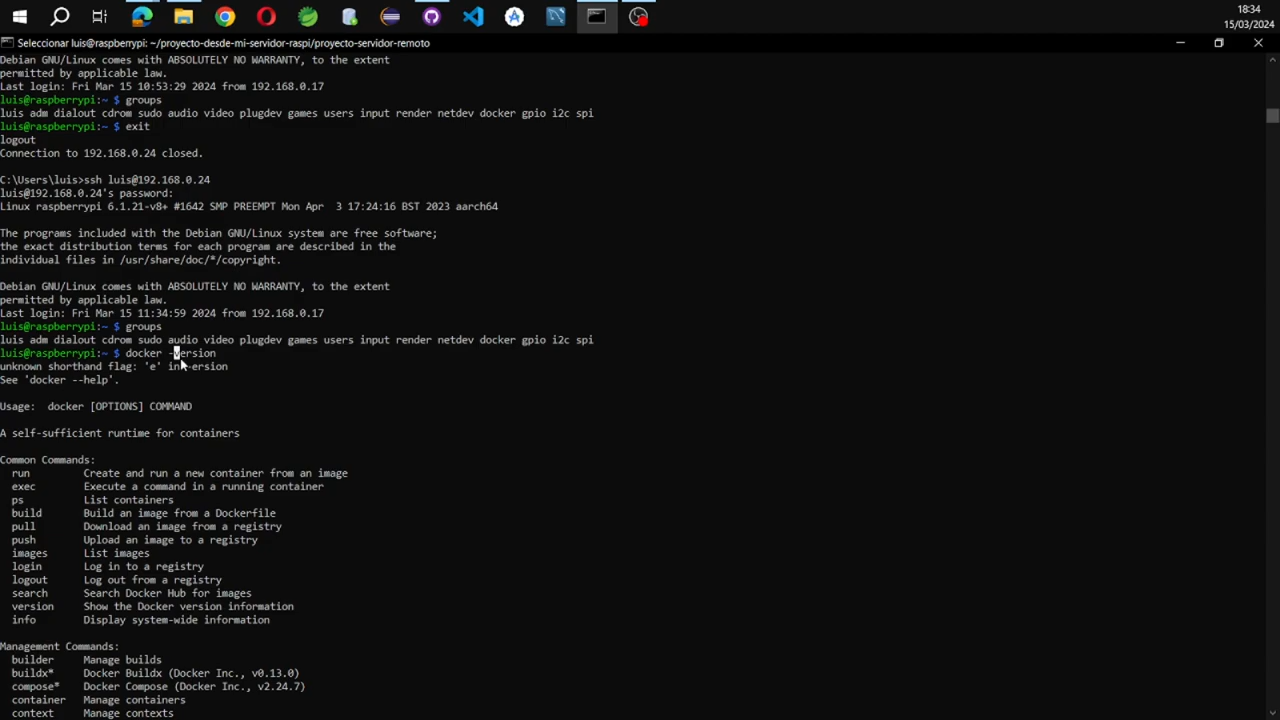 18:34
15/03/2024
Seleccionar luis@raspberrypi: ~/proyecto-desde-mi-servidor-raspi/proyecto-servidor-remoto
Debian GNU/Linux comes with ABSOLUTELY NO WARRANTY, to the extent
permitted by applicable law.
Last login: Fri Mar 15 10:53:29 2024 from 192.168.0.17
luis@raspberrypi:~ $ groups
luis adm dialout cdrom sudo audio video plugdev games users input render netdev docker gpio i2c spi
luis@raspberrypi:~ $ exit
logout
Connection to 192.168.0.24 closed.
C:\Users\luis>ssh luis@192.168.0.24
luis@192.168.0.24's password:
Linux raspberrypi 6.1.21-v8+ #1642 SMP PREEMPT Mon Apr  3 17:24:16 BST 2023 aarch64
The programs included with the Debian GNU/Linux system are free software;
the exact distribution terms for each program are described in the
individual files in /usr/share/doc/*/copyright.
Debian GNU/Linux comes with ABSOLUTELY NO WARRANTY, to the extent
permitted by applicable law.
Last login: Fri Mar 15 11:34:59 2024 from 192.168.0.17
luis@raspberrypi:~ $ groups
luis adm dialout cdrom sudo audio video plugdev games users input render netdev docker gpio i2c spi
luis@raspberrypi:~ $ docker -version
unknown shorthand flag: 'e' in -ersion
See 'docker --help'.
Usage:  docker [OPTIONS] COMMAND
A self-sufficient runtime for containers
Common Commands:
run         Create and run a new container from an image
exec        Execute a command in a running container
ps          List containers
build       Build an image from a Dockerfile
pull        Download an image from a registry
push        Upload an image to a registry
images      List images
login       Log in to a registry
logout      Log out from a registry
search      Search Docker Hub for images
version     Show the Docker version information
info        Display system-wide information
Management Commands:
builder     Manage builds
buildx*     Docker Buildx (Docker Inc., v0.13.0)
compose*    Docker Compose (Docker Inc., v2.24.7)
container   Manage containers
context     Manage contexts